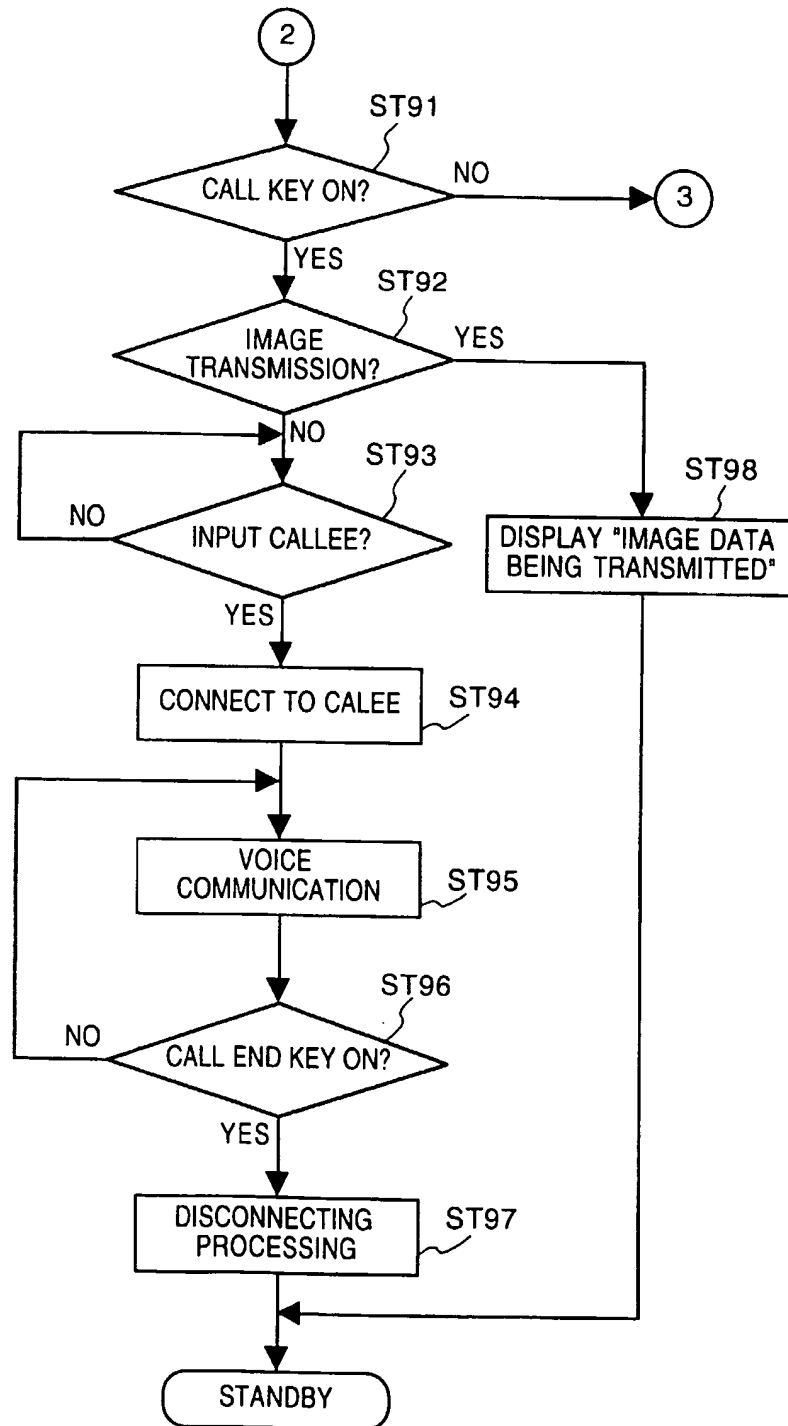 2
ST91
CALL KEY ON?
NO
3
YES
ST92
IMAGE
TRANSMISSION?
YES
NO
ST93
NO
INPUT CALLEE?
ST98
DISPLAY "IMAGE DATA
BEING TRANSMITTED"
YES
CONNECT TO CALEE
ST94
VOICE
COMMUNICATION
ST95
ST96
NO
CALL END KEY ON?
YES
DISCONNECTING
PROCESSING
ST97
STANDBY